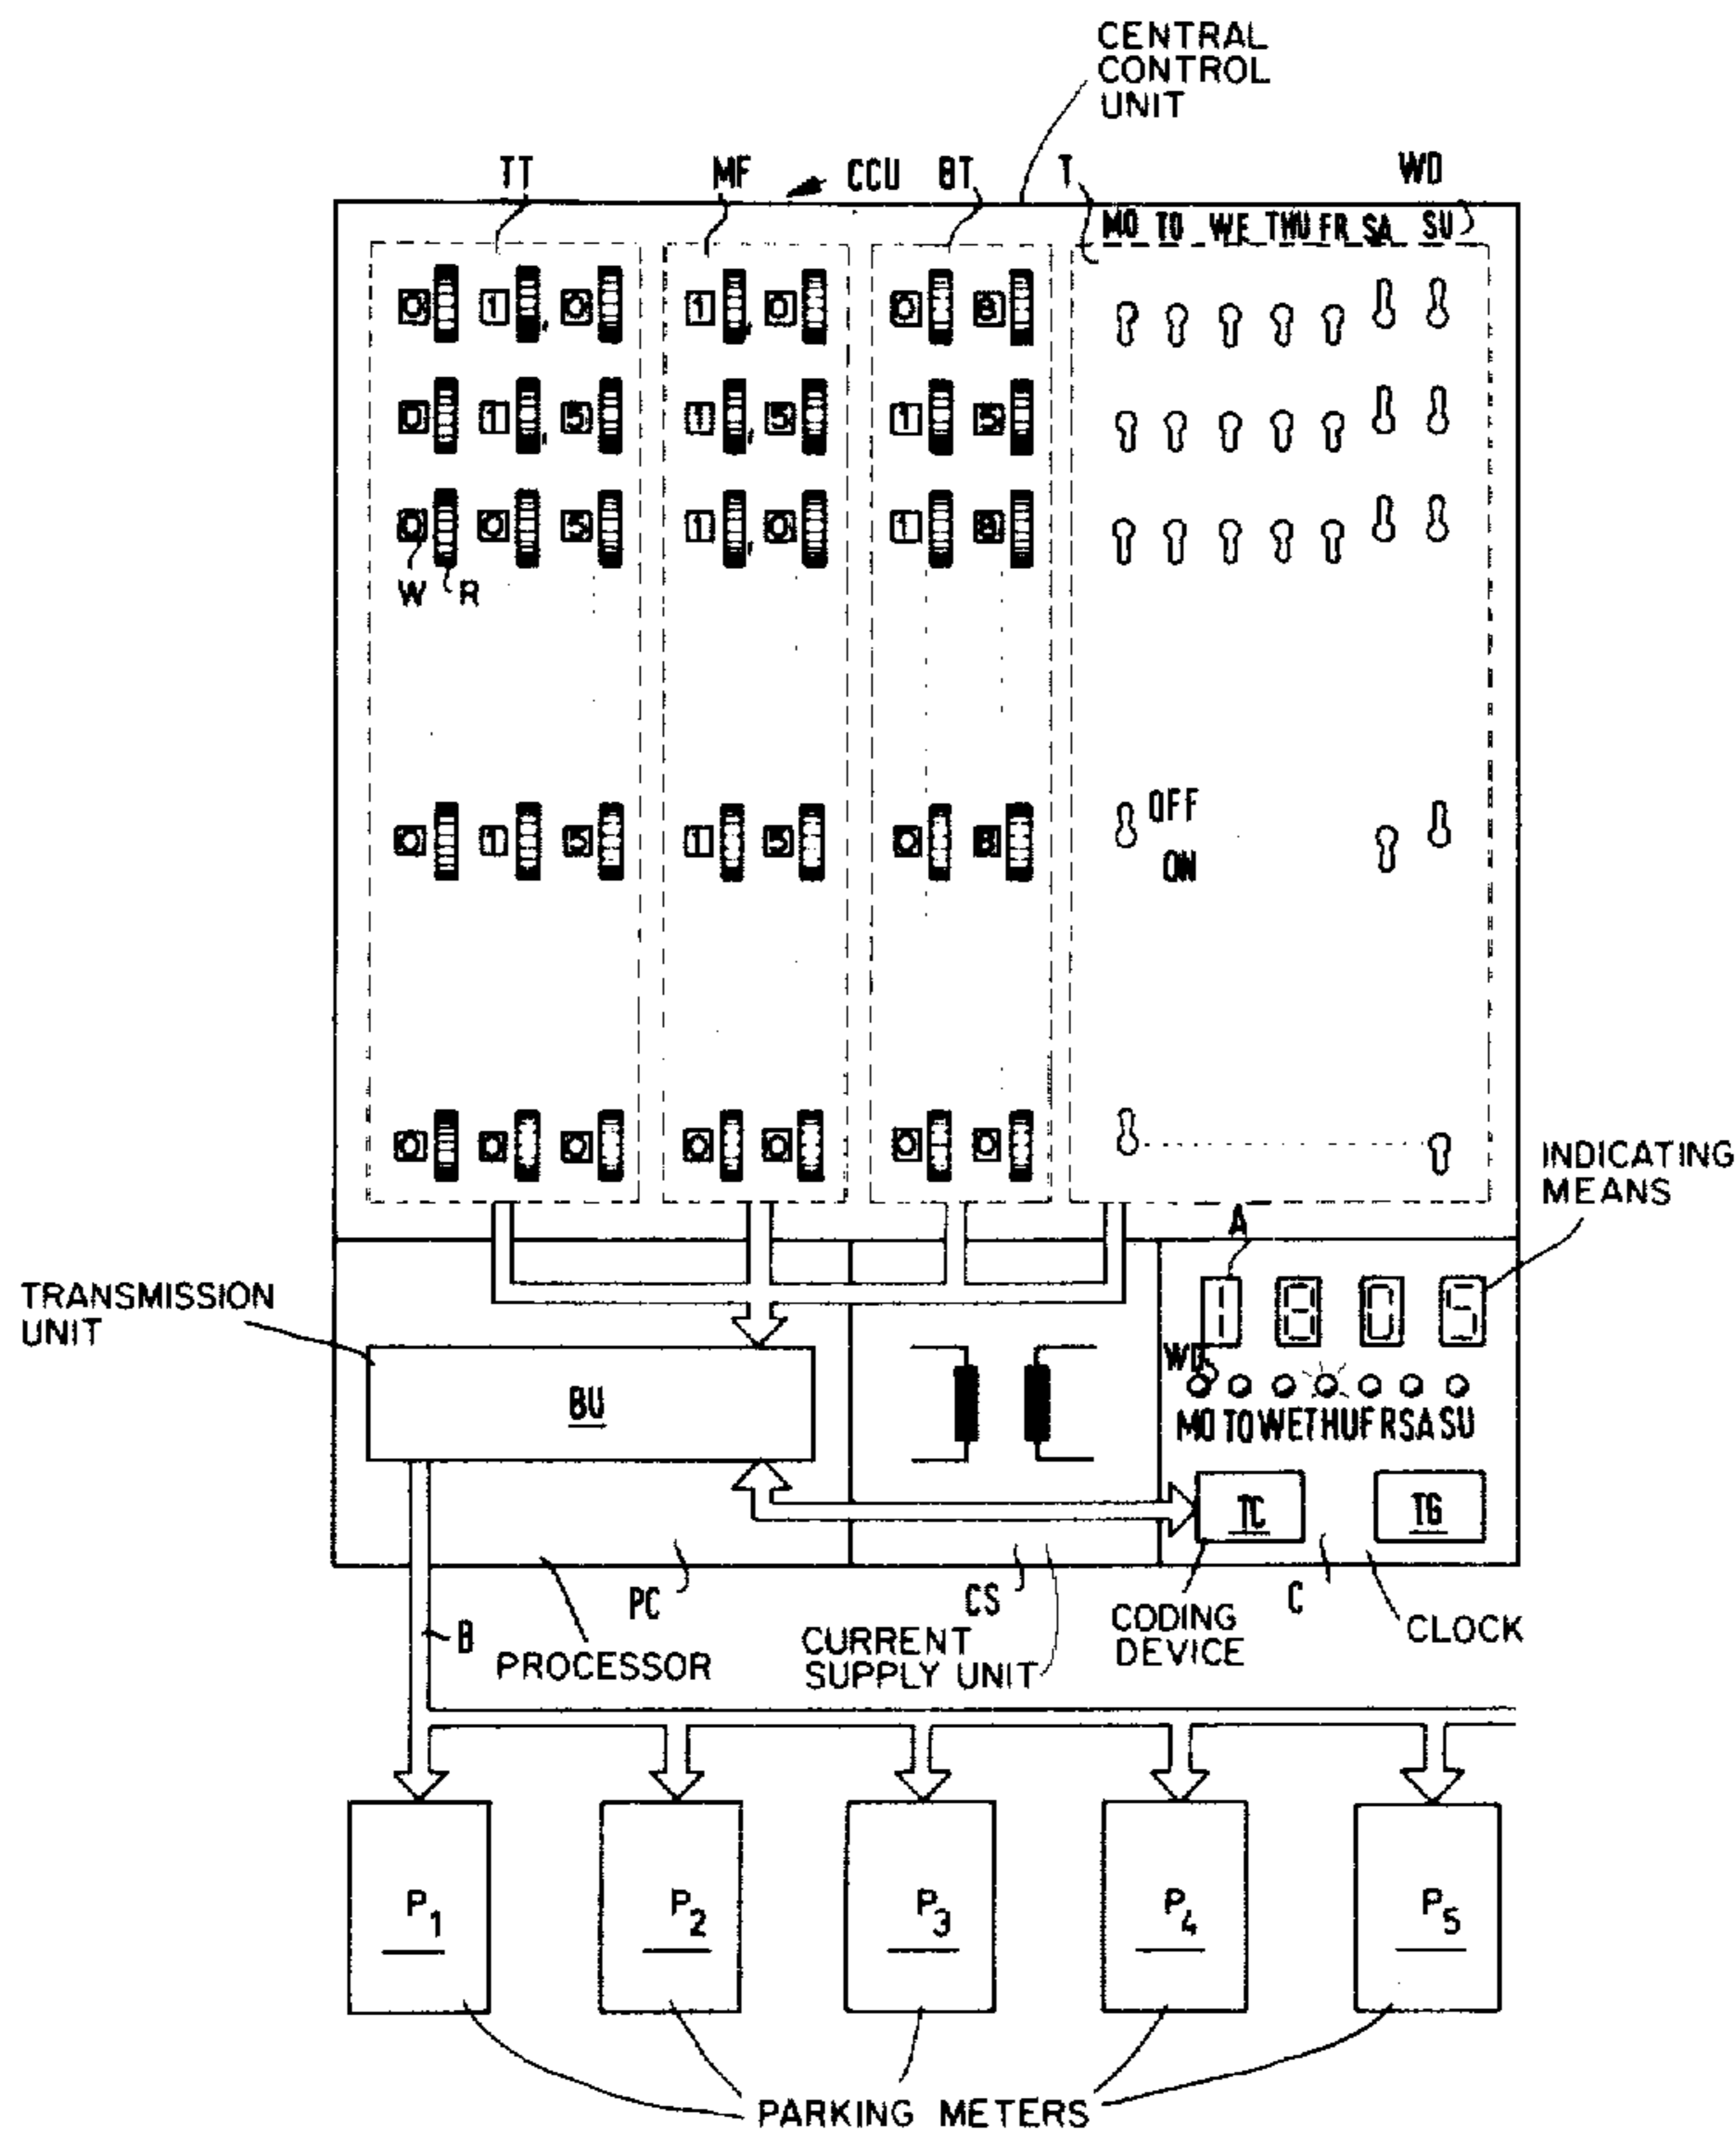 CENTRAL
CONTROL
UNIT
TT MF CCU BT T WD
MO TO WE THU FR SA SU
0 1 0 1 0 0 8
0 1 5 1 5 1 5
0 0 5 1 0 1 8
W R
OFF
0 1 5 1 5 0 8
ON
0 0 0 0 0 0 0
INDICATING
MEANS
A
TRANSMISSION
UNIT
1 8 0 5
WD
BU
MO TO WE THU FR SA SU
TC TG
PC CS C
B
PROCESSOR
CURRENT
SUPPLY UNIT
CODING
DEVICE
CLOCK
P1 P2 P3 P4 P5
PARKING METERS